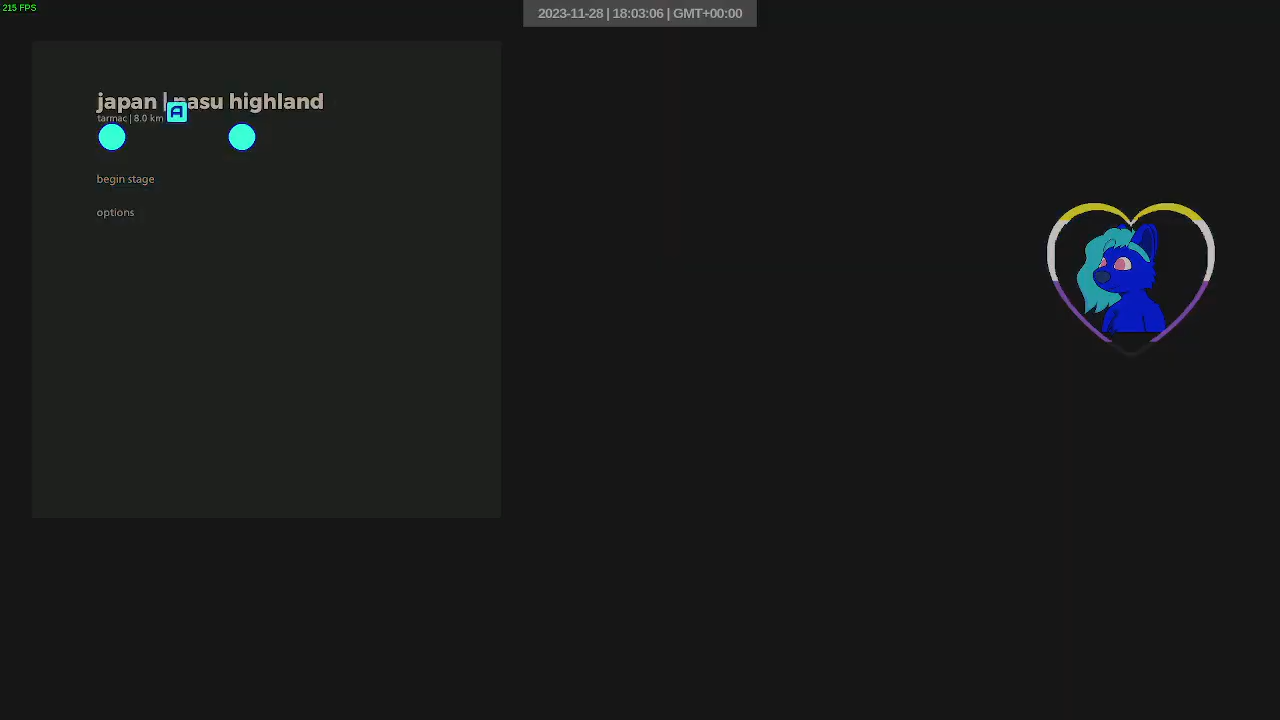 215 FPS
2023-11-28 | 18:03:06 | GMT+00:00
japan | nasu highland
tarmac | 8.0 km
A
begin stage
options